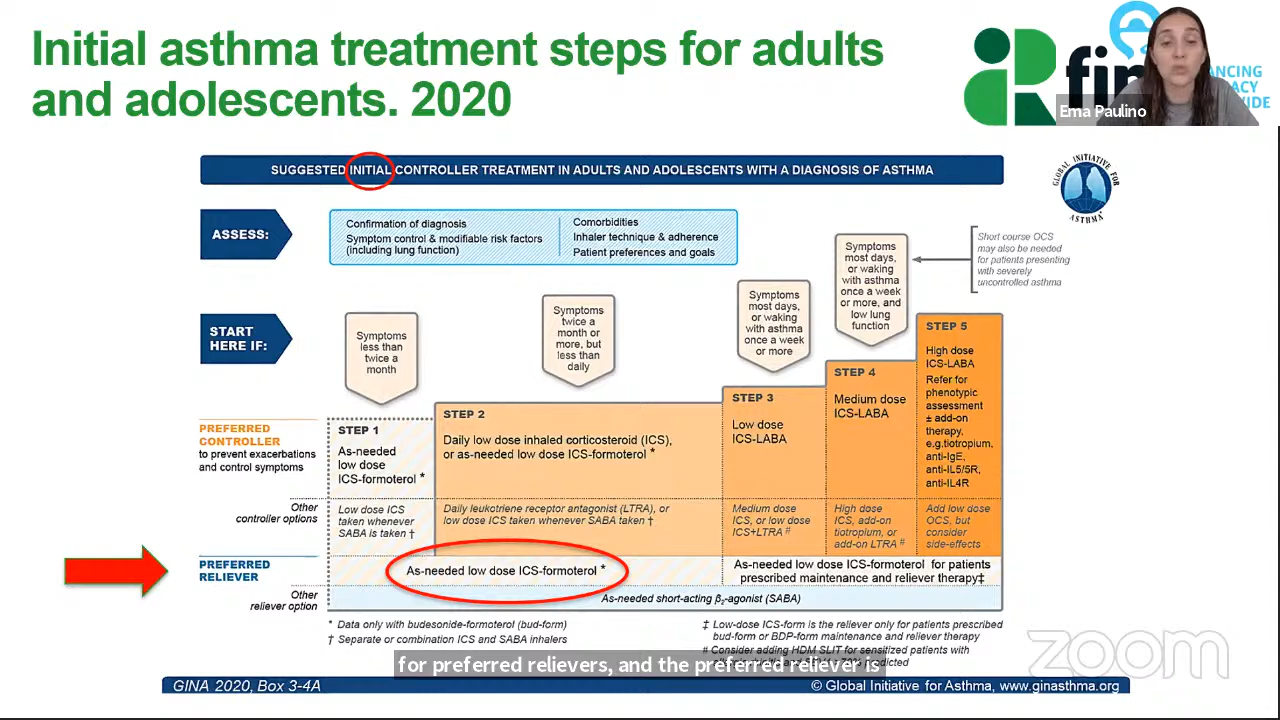 Initial asthma treatment steps for adults
and adolescents. 2020
Ema Paulino
SUGGESTED INITIAL CONTROLLER TREATMENT IN ADULTS AND ADOLESCENTS WITH A DIAGNOSIS OF ASTHMA
GLOBAL INITIATIVE FOR
ASTHMA
ASSESS:
Confirmation of diagnosis
Symptom control & modifiable risk factors
(including lung function)
Comorbidities
Inhaler technique & adherence
Patient preferences and goals
Short course OCS
may also be needed
for patients presenting
with severely
uncontrolled asthma
START
HERE IF:
Symptoms
less than
twice a
month
Symptoms
twice a
month or
more, but
less than
daily
Symptoms
most days,
or waking
with asthma
once a week
or more
Symptoms
most days,
or waking
with asthma
once a week
or more, and
low lung
function
PREFERRED
CONTROLLER
to prevent exacerbations
and control symptoms
STEP 1
As-needed
low dose
ICS-formoterol *
STEP 2
Daily low dose inhaled corticosteroid (ICS),
or as-needed low dose ICS-formoterol *
STEP 3
Low dose
ICS-LABA
STEP 4
Medium dose
ICS-LABA
STEP 5
High dose
ICS-LABA
Refer for
phenotypic
assessment
± add-on
therapy,
e.g.tiotropium,
anti-IgE,
anti-IL5/5R,
anti-IL4R
Other
controller options
Low dose ICS
taken whenever
SABA is taken †
Daily leukotriene receptor antagonist (LTRA), or
low dose ICS taken whenever SABA taken †
Medium dose
ICS, or low dose
ICS+LTRA #
High dose
ICS, add-on
tiotropium, or
add-on LTRA #
Add low dose
OCS, but
consider
side-effects
PREFERRED
RELIEVER
As-needed low dose ICS-formoterol *
As-needed low dose ICS-formoterol for patients
prescribed maintenance and reliever therapy‡
Other
reliever option
As-needed short-acting β2-agonist (SABA)
* Data only with budesonide-formoterol (bud-form)
† Separate or combination ICS and SABA inhalers
‡ Low-dose ICS-form is the reliever only for patients prescribed
bud-form or BDP-form maintenance and reliever therapy
# Consider adding HDM SLIT for sensitized patients with
for preferred relievers, and the preferred reliever is
GINA 2020, Box 3-4A
© Global Initiative for Asthma, www.ginasthma.org
zoom